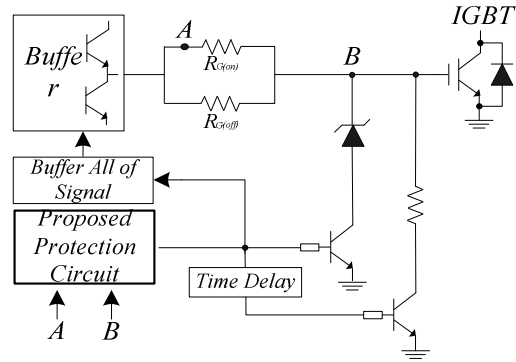 IGBT
A
B
Buffe
r
RG(on)
RG(off)
Buffer All of
Signal
Proposed
Protection
Circuit
Time Delay
A
B